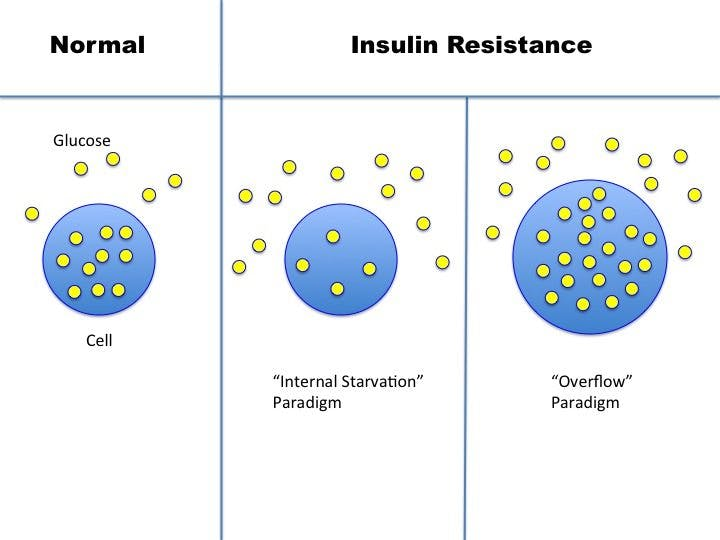 Normal
Insulin Resistance
Glucose
Cell
“Internal Starvation”
Paradigm
“Overflow”
Paradigm